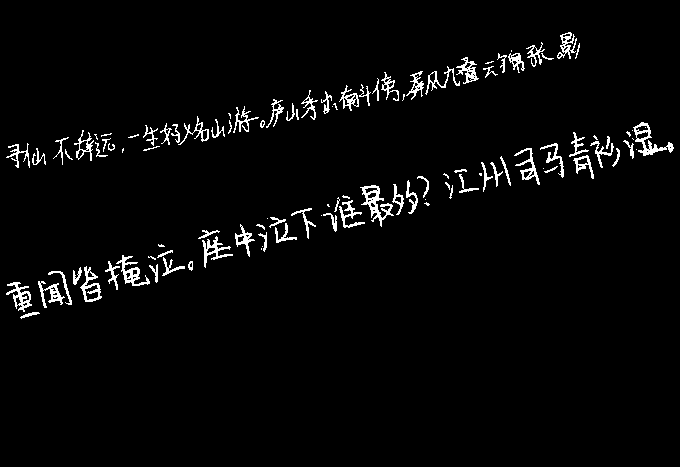 寻仙不辞远，一生好入名山游。庐山秀出南斗傍，屏风九叠云锦张。影
重闻皆掩泣。座中泣下谁最多？江州司马青衫湿。